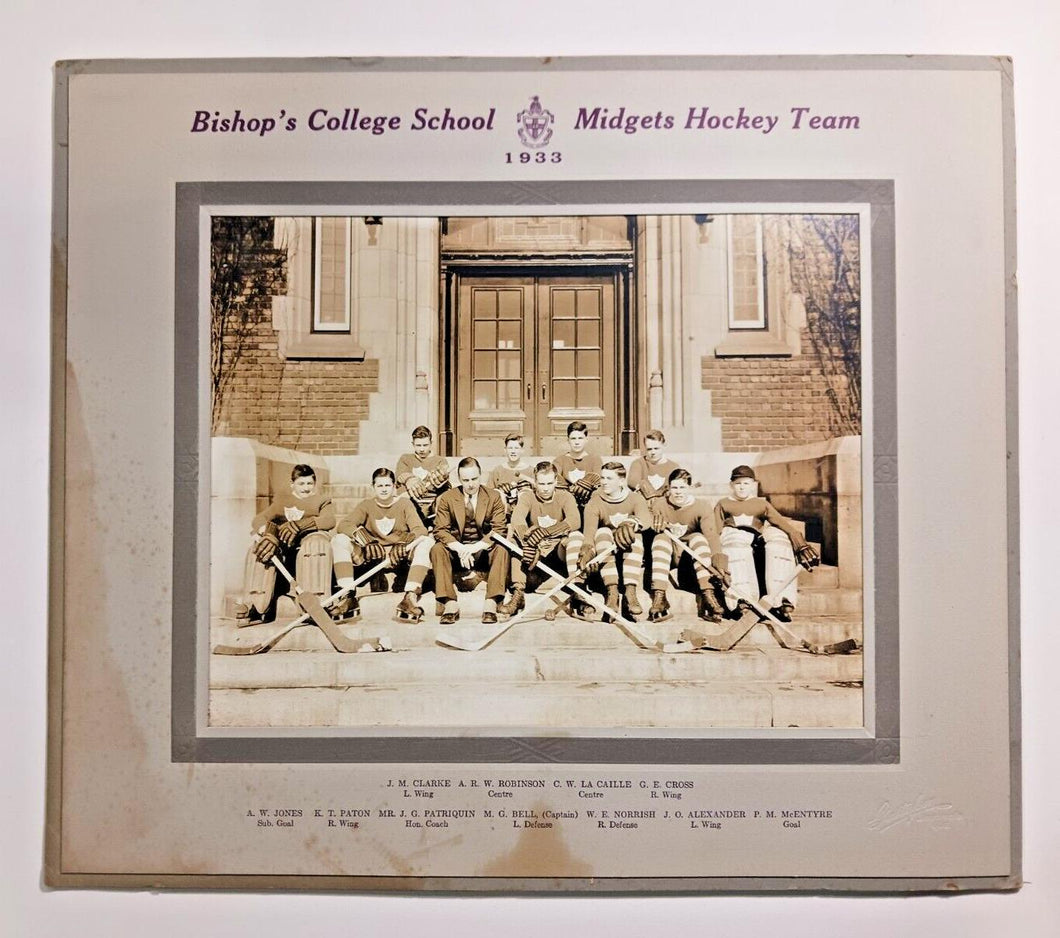 Bishop's College School Midgets Hockey Team
1933
J. M. CLARKE A. R. W. ROBINSON C. W. LA CAILLE G. E. CROSS
L. Wing Centre Centre R. Wing
A. W. JONES K. T. PATON MR. J. G. PATRIQUIN M. G. BELL, (Captain) W. E. NORRISH J. O. ALEXANDER P. M. McENTYRE
Sub. Goal R. Wing Hon. Coach L. Defense R. Defense L. Wing Goal